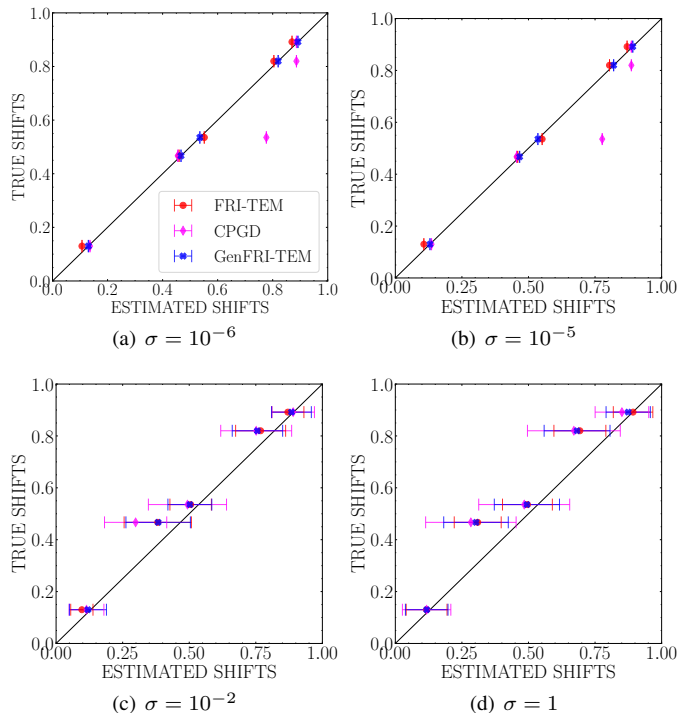 1.0
0.8
0.6
0.4
0.2
0.0
TRUE SHIFTS
FRI-TEM
CPGD
GenFRI-TEM
0.0 0.2 0.4 0.6 0.8 1.0
ESTIMATED SHIFTS
(a) σ = 10⁻⁶
1.0
0.8
0.6
0.4
0.2
0.0
TRUE SHIFTS
0.00 0.25 0.50 0.75 1.00
ESTIMATED SHIFTS
(b) σ = 10⁻⁵
1.0
0.8
0.6
0.4
0.2
0.0
TRUE SHIFTS
0.00 0.25 0.50 0.75 1.00
ESTIMATED SHIFTS
(c) σ = 10⁻²
1.0
0.8
0.6
0.4
0.2
0.0
TRUE SHIFTS
0.00 0.25 0.50 0.75 1.00
ESTIMATED SHIFTS
(d) σ = 1